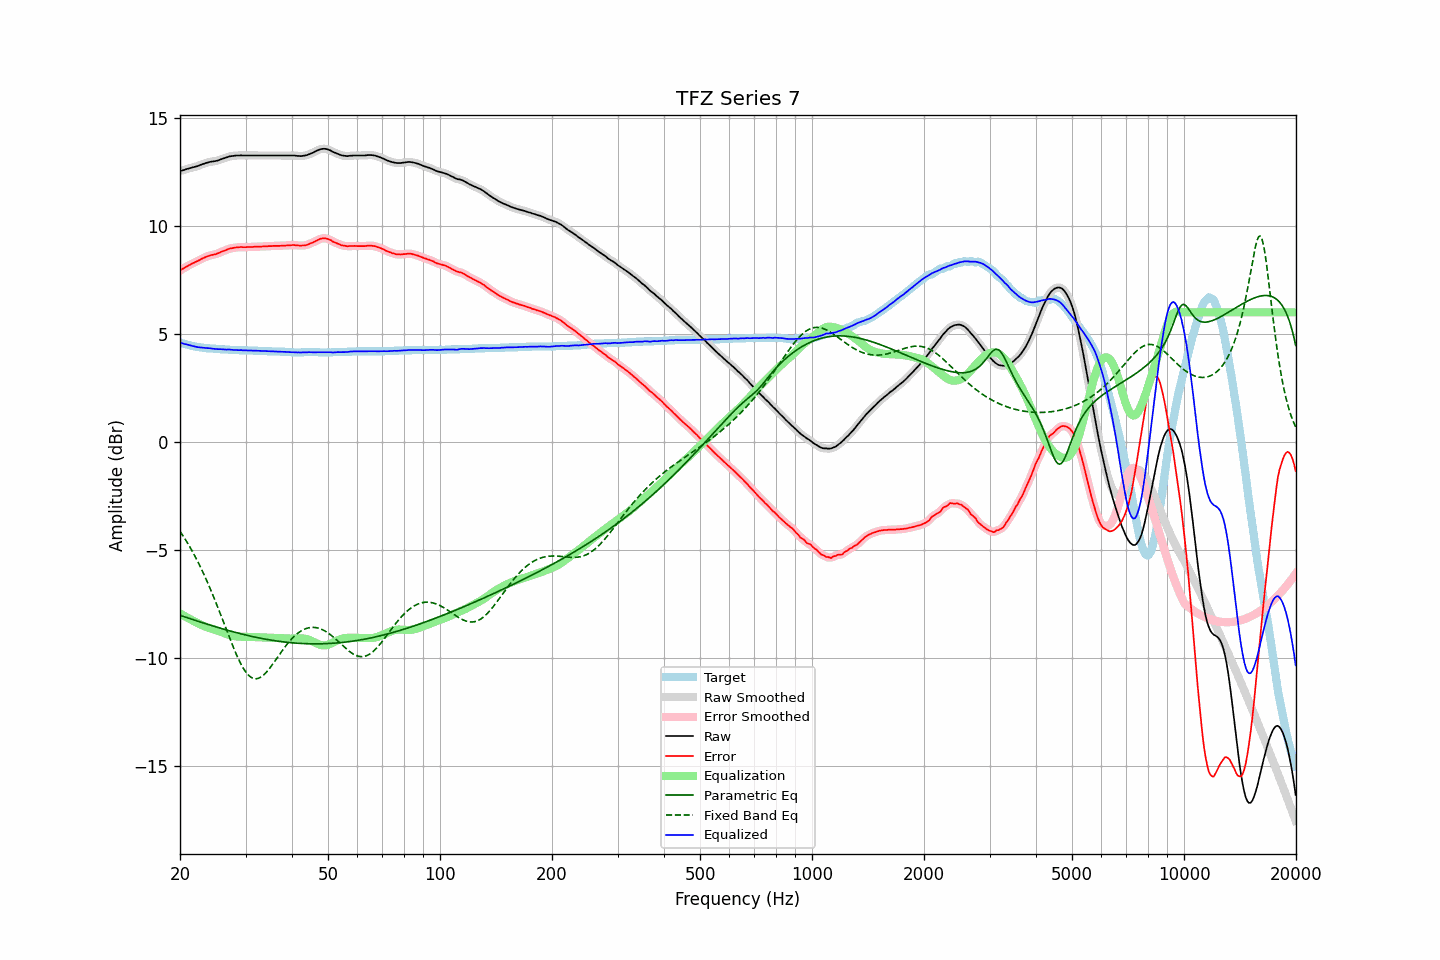 TFZ Series 7
15
10
5
0
−5
−10
−15
Amplitude (dBr)
20
50
100
200
500
1000
2000
5000
10000
20000
Frequency (Hz)
Target
Raw Smoothed
Error Smoothed
Raw
Error
Equalization
Parametric Eq
Fixed Band Eq
Equalized